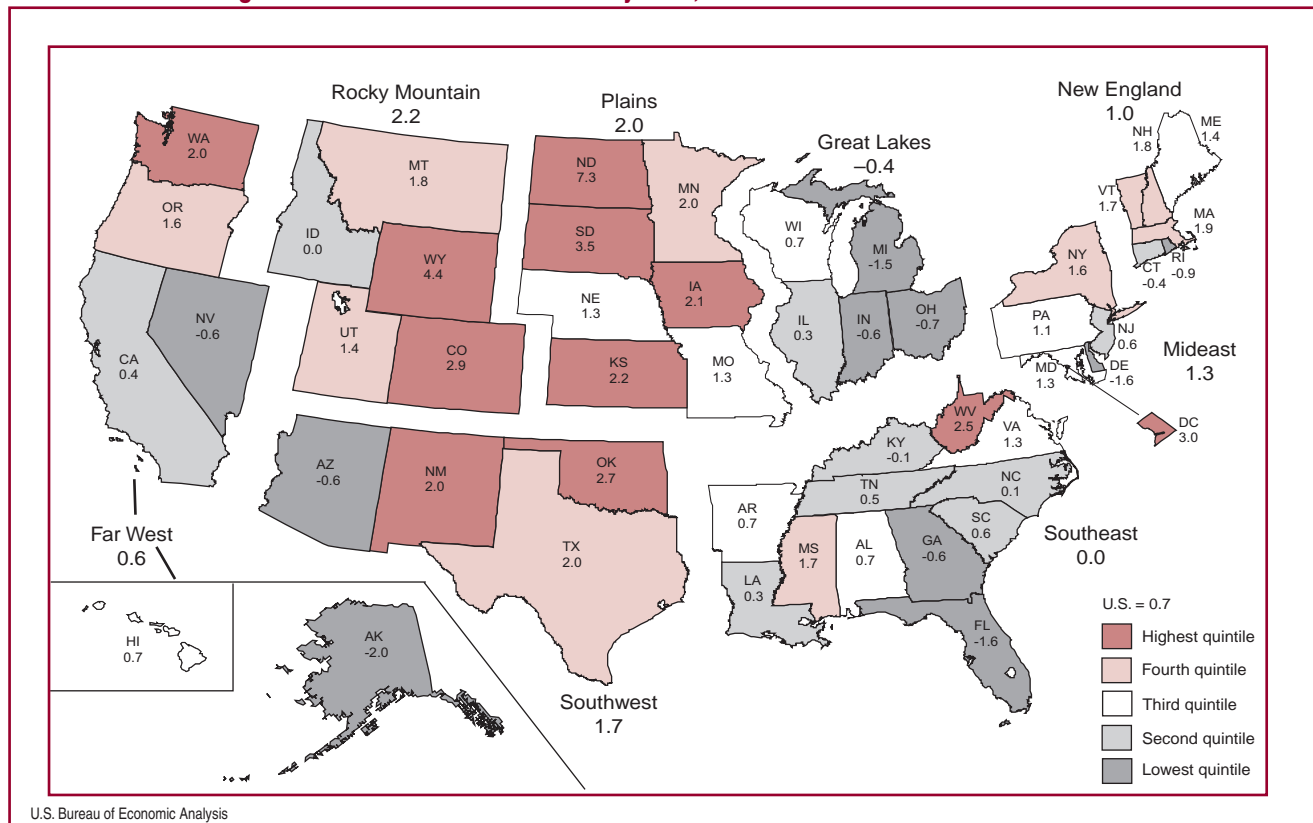 Rocky Mountain
2.2
Plains
2.0
Great Lakes
−0.4
New England
1.0
WA
2.0
OR
1.6
CA
0.4
NV
-0.6
ID
0.0
MT
1.8
WY
4.4
UT
1.4
CO
2.9
ND
7.3
SD
3.5
NE
1.3
KS
2.2
MN
2.0
IA
2.1
MO
1.3
WI
0.7
MI
-1.5
IL
0.3
IN
-0.6
OH
-0.7
ME
1.4
NH
1.8
VT
1.7
MA
1.9
RI
-0.9
CT
-0.4
NY
1.6
PA
1.1
NJ
0.6
DE
-1.6
MD
1.3
DC
3.0
Mideast
1.3
AZ
-0.6
NM
2.0
OK
2.7
TX
2.0
Southwest
1.7
WV
2.5
VA
1.3
KY
-0.1
TN
0.5
NC
0.1
SC
0.6
AR
0.7
LA
0.3
MS
1.7
AL
0.7
GA
-0.6
FL
-1.6
Southeast
0.0
Far West
0.6
HI
0.7
AK
-2.0
U.S. = 0.7
Highest quintile
Fourth quintile
Third quintile
Second quintile
Lowest quintile
U.S. Bureau of Economic Analysis